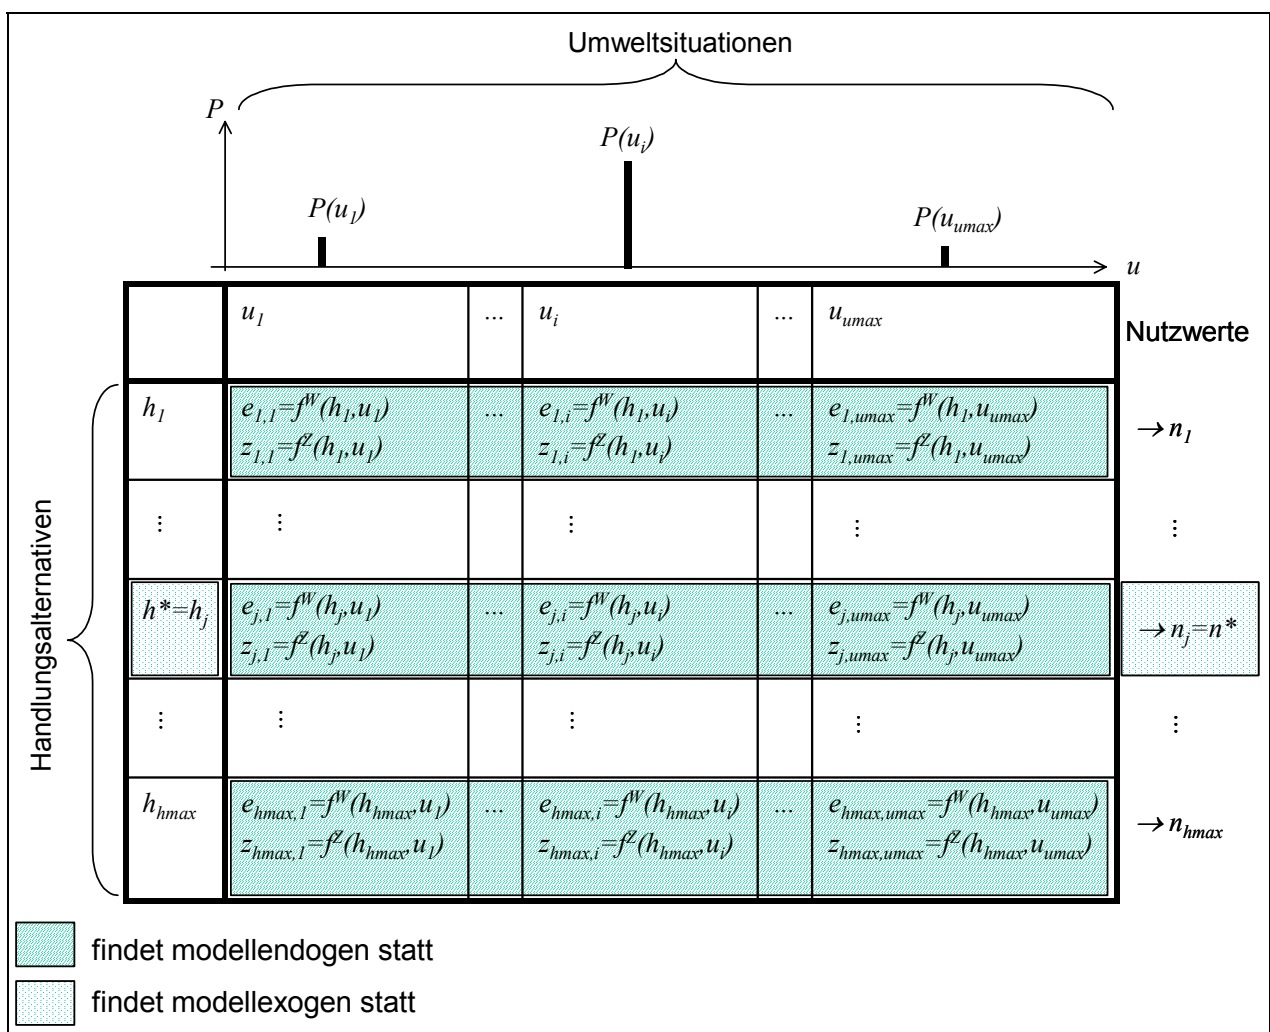 Umweltsituationen
P
P(u_i)
P(u_1)
P(u_umax)
u
u_1 ... u_i ... u_umax
Nutzwerte
Handlungsalternativen
h_1 e_1,1=f^W(h_1,u_1) ... e_1,i=f^W(h_1,u_i) ... e_1,umax=f^W(h_1,u_umax)
z_1,1=f^Z(h_1,u_1) z_1,i=f^Z(h_1,u_i) z_1,umax=f^Z(h_1,u_umax)
→ n_1
⋮ ⋮ ⋮ ⋮ ⋮
h*=h_j e_j,1=f^W(h_j,u_1) ... e_j,i=f^W(h_j,u_i) ... e_j,umax=f^W(h_j,u_umax)
z_j,1=f^Z(h_j,u_1) z_j,i=f^Z(h_j,u_i) z_j,umax=f^Z(h_j,u_umax)
→ n_j=n*
⋮ ⋮ ⋮ ⋮ ⋮
h_hmax e_hmax,1=f^W(h_hmax,u_1) ... e_hmax,i=f^W(h_hmax,u_i) ... e_hmax,umax=f^W(h_hmax,u_umax)
z_hmax,1=f^Z(h_hmax,u_1) z_hmax,i=f^Z(h_hmax,u_i) z_hmax,umax=f^Z(h_hmax,u_umax)
→ n_hmax
findet modellendogen statt
findet modellexogen statt